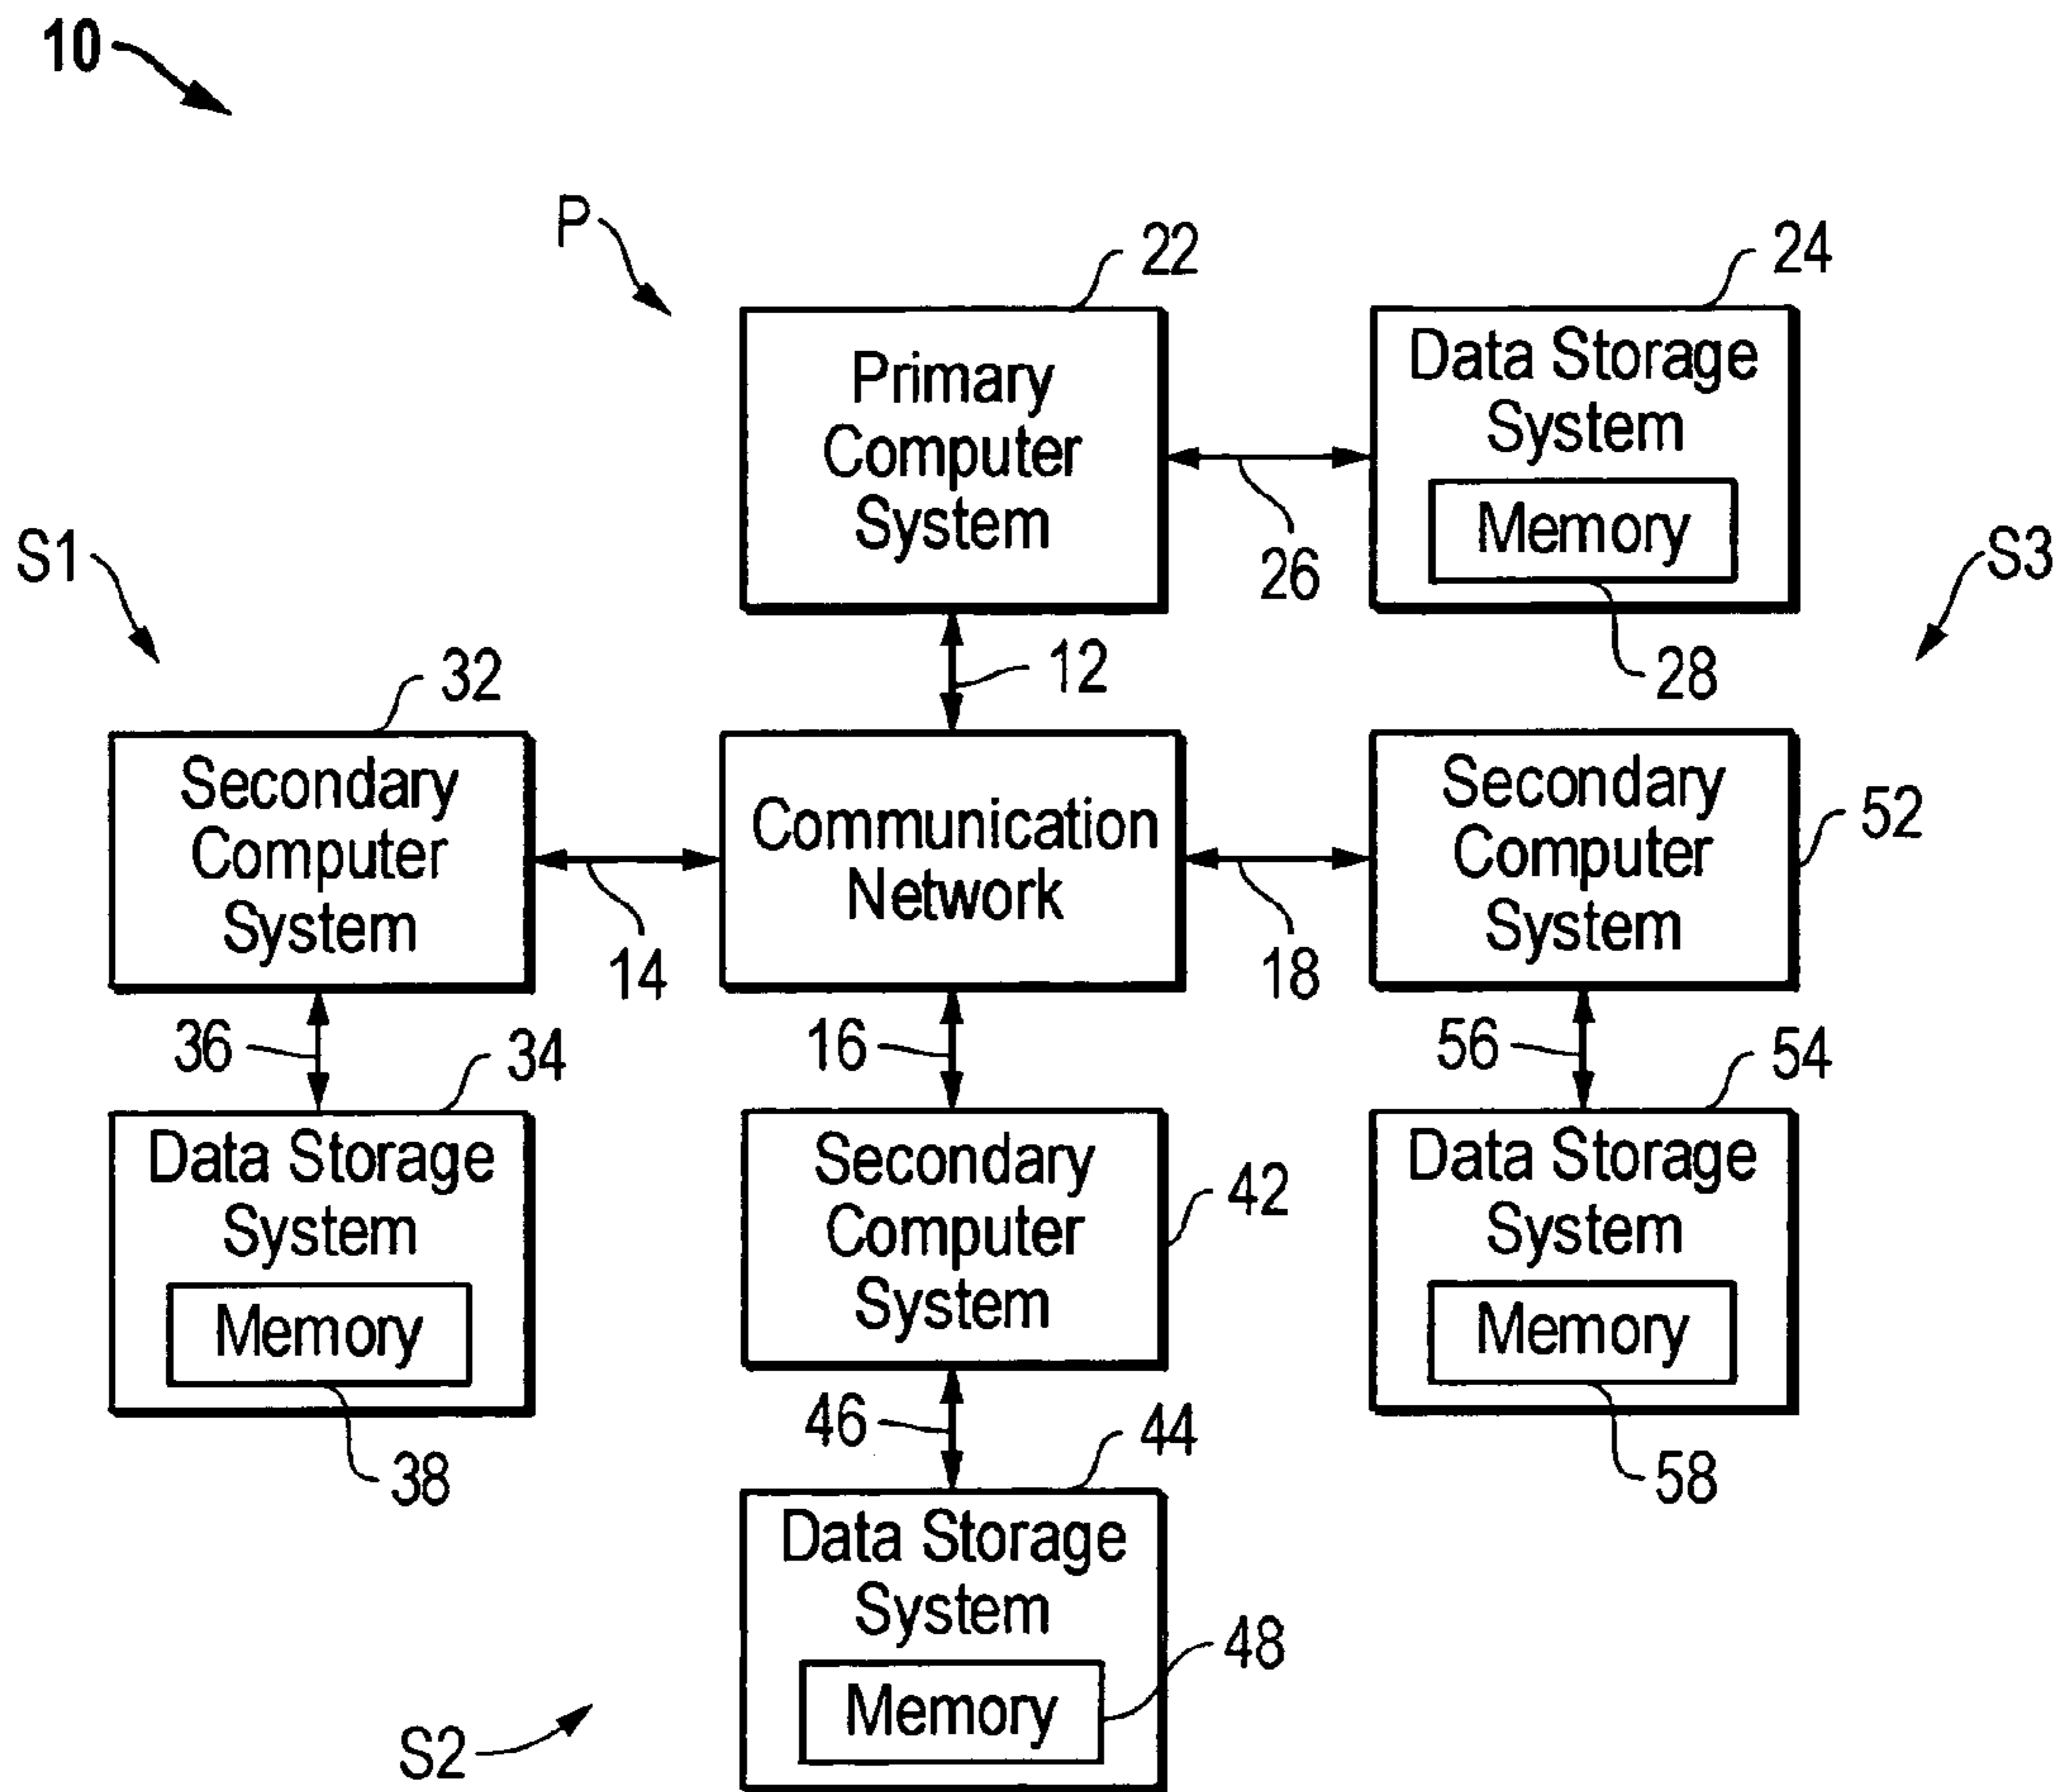 10
P
22
24
Primary
Computer
System
Data Storage
System
Memory
26
28
S1
S3
12
32
Secondary
Computer
System
Communication
Network
Secondary
Computer
System
52
14
18
36
34
16
56
54
Data Storage
System
Memory
38
Secondary
Computer
System
42
Data Storage
System
Memory
58
46
44
Data Storage
System
Memory
48
S2